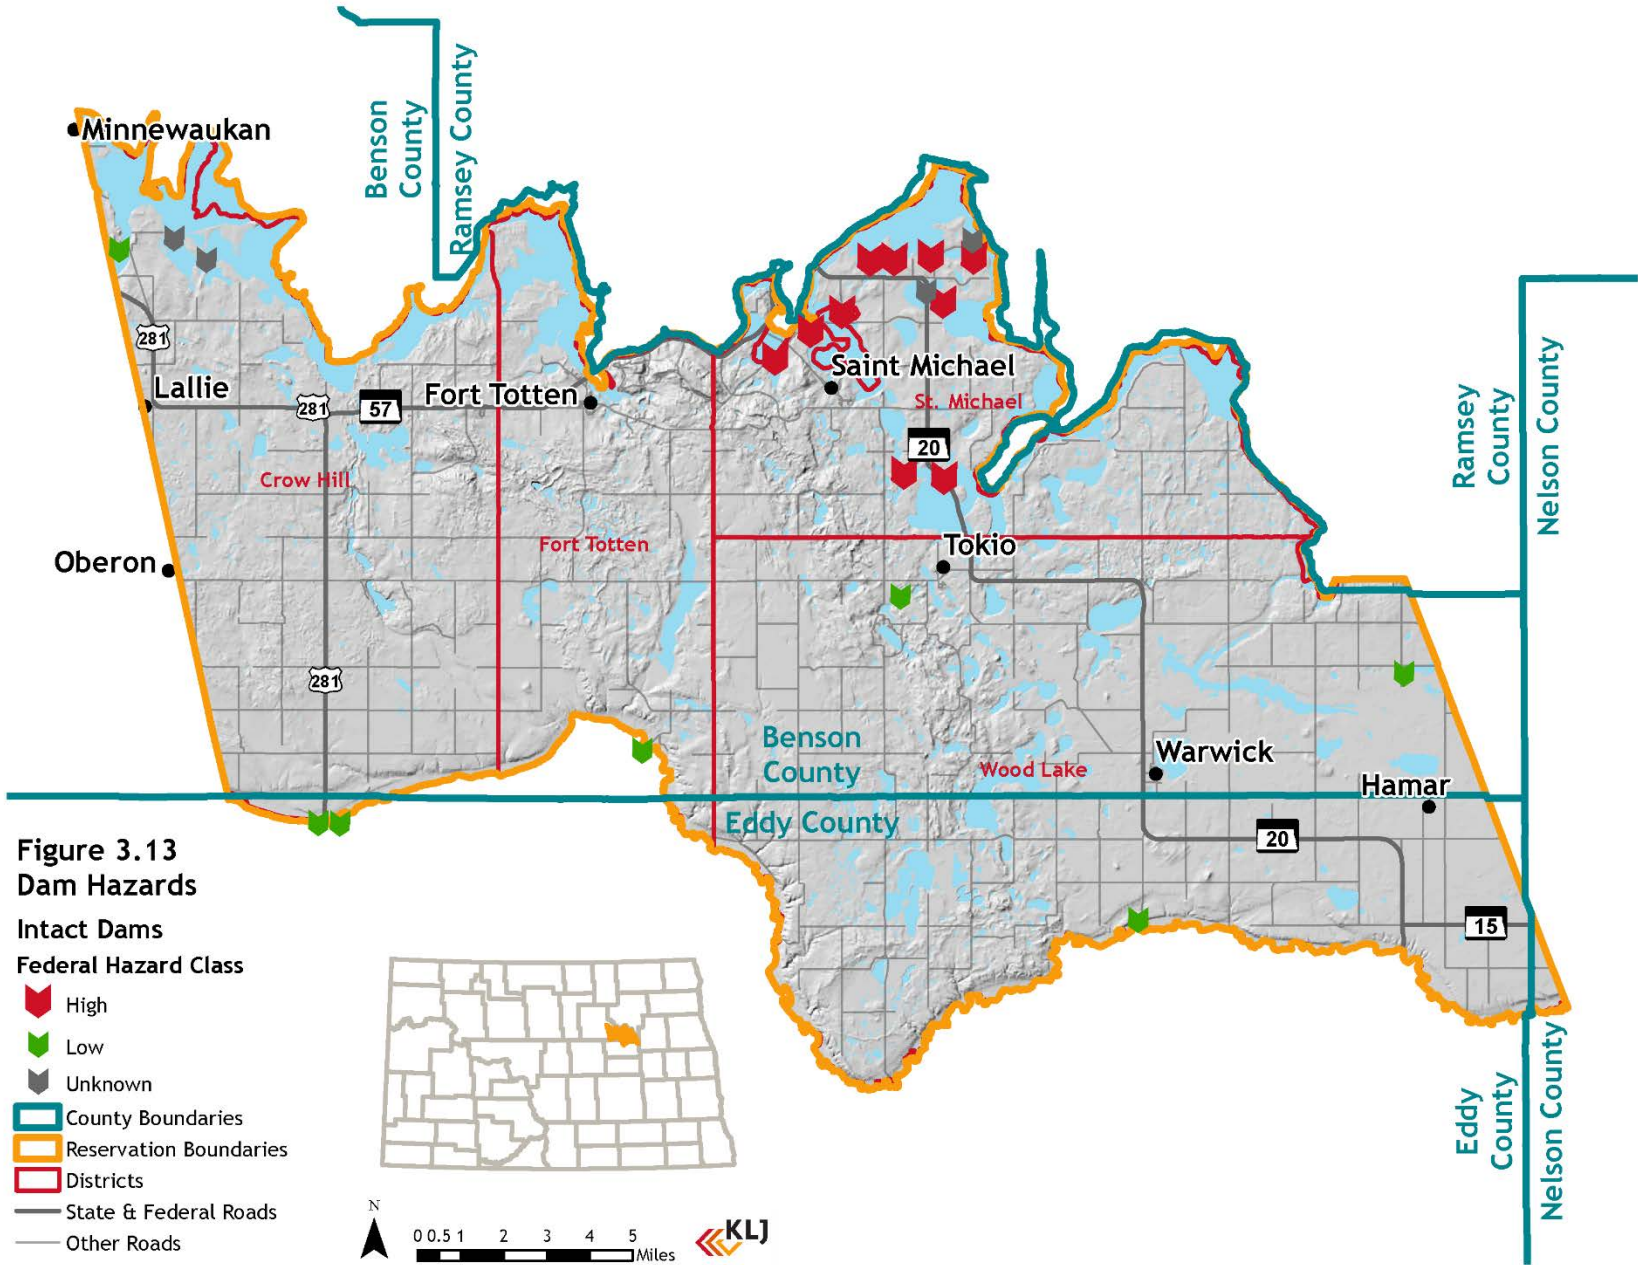 Benson
County
Ramsey County
Minnewaukan
281
Lallie
281
57
Fort Totten
Saint Michael
St. Michael
20
Crow Hill
Fort Totten
Oberon
Tokio
281
Ramsey
County
Nelson County
Benson
County
Wood Lake
Warwick
Hamar
Eddy County
20
15
Eddy
County
Nelson County
Figure 3.13
Dam Hazards
Intact Dams
Federal Hazard Class
High
Low
Unknown
County Boundaries
Reservation Boundaries
Districts
State & Federal Roads
Other Roads
N
0 0.5 1 2 3 4 5
Miles
KLJ